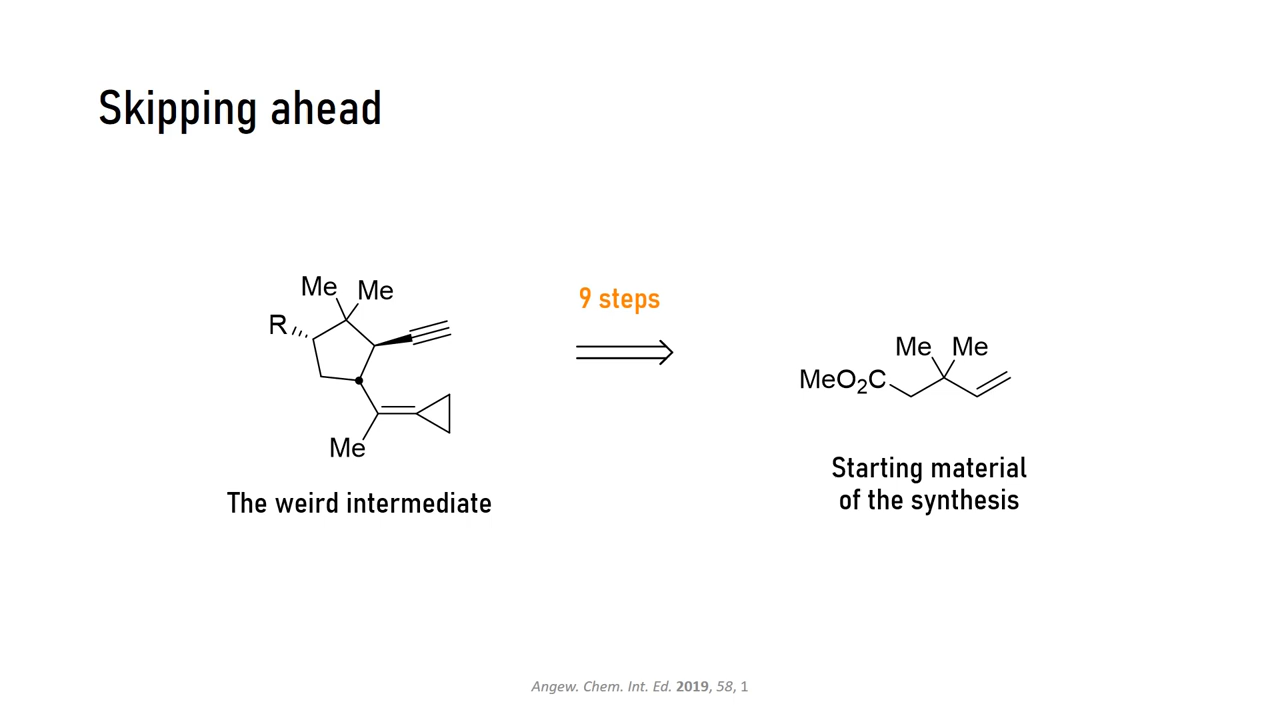 Skipping ahead
Me Me
R
Me
The weird intermediate
9 steps
Me Me
MeO2C
Starting material
of the synthesis
Angew. Chem. Int. Ed. 2019, 58, 1